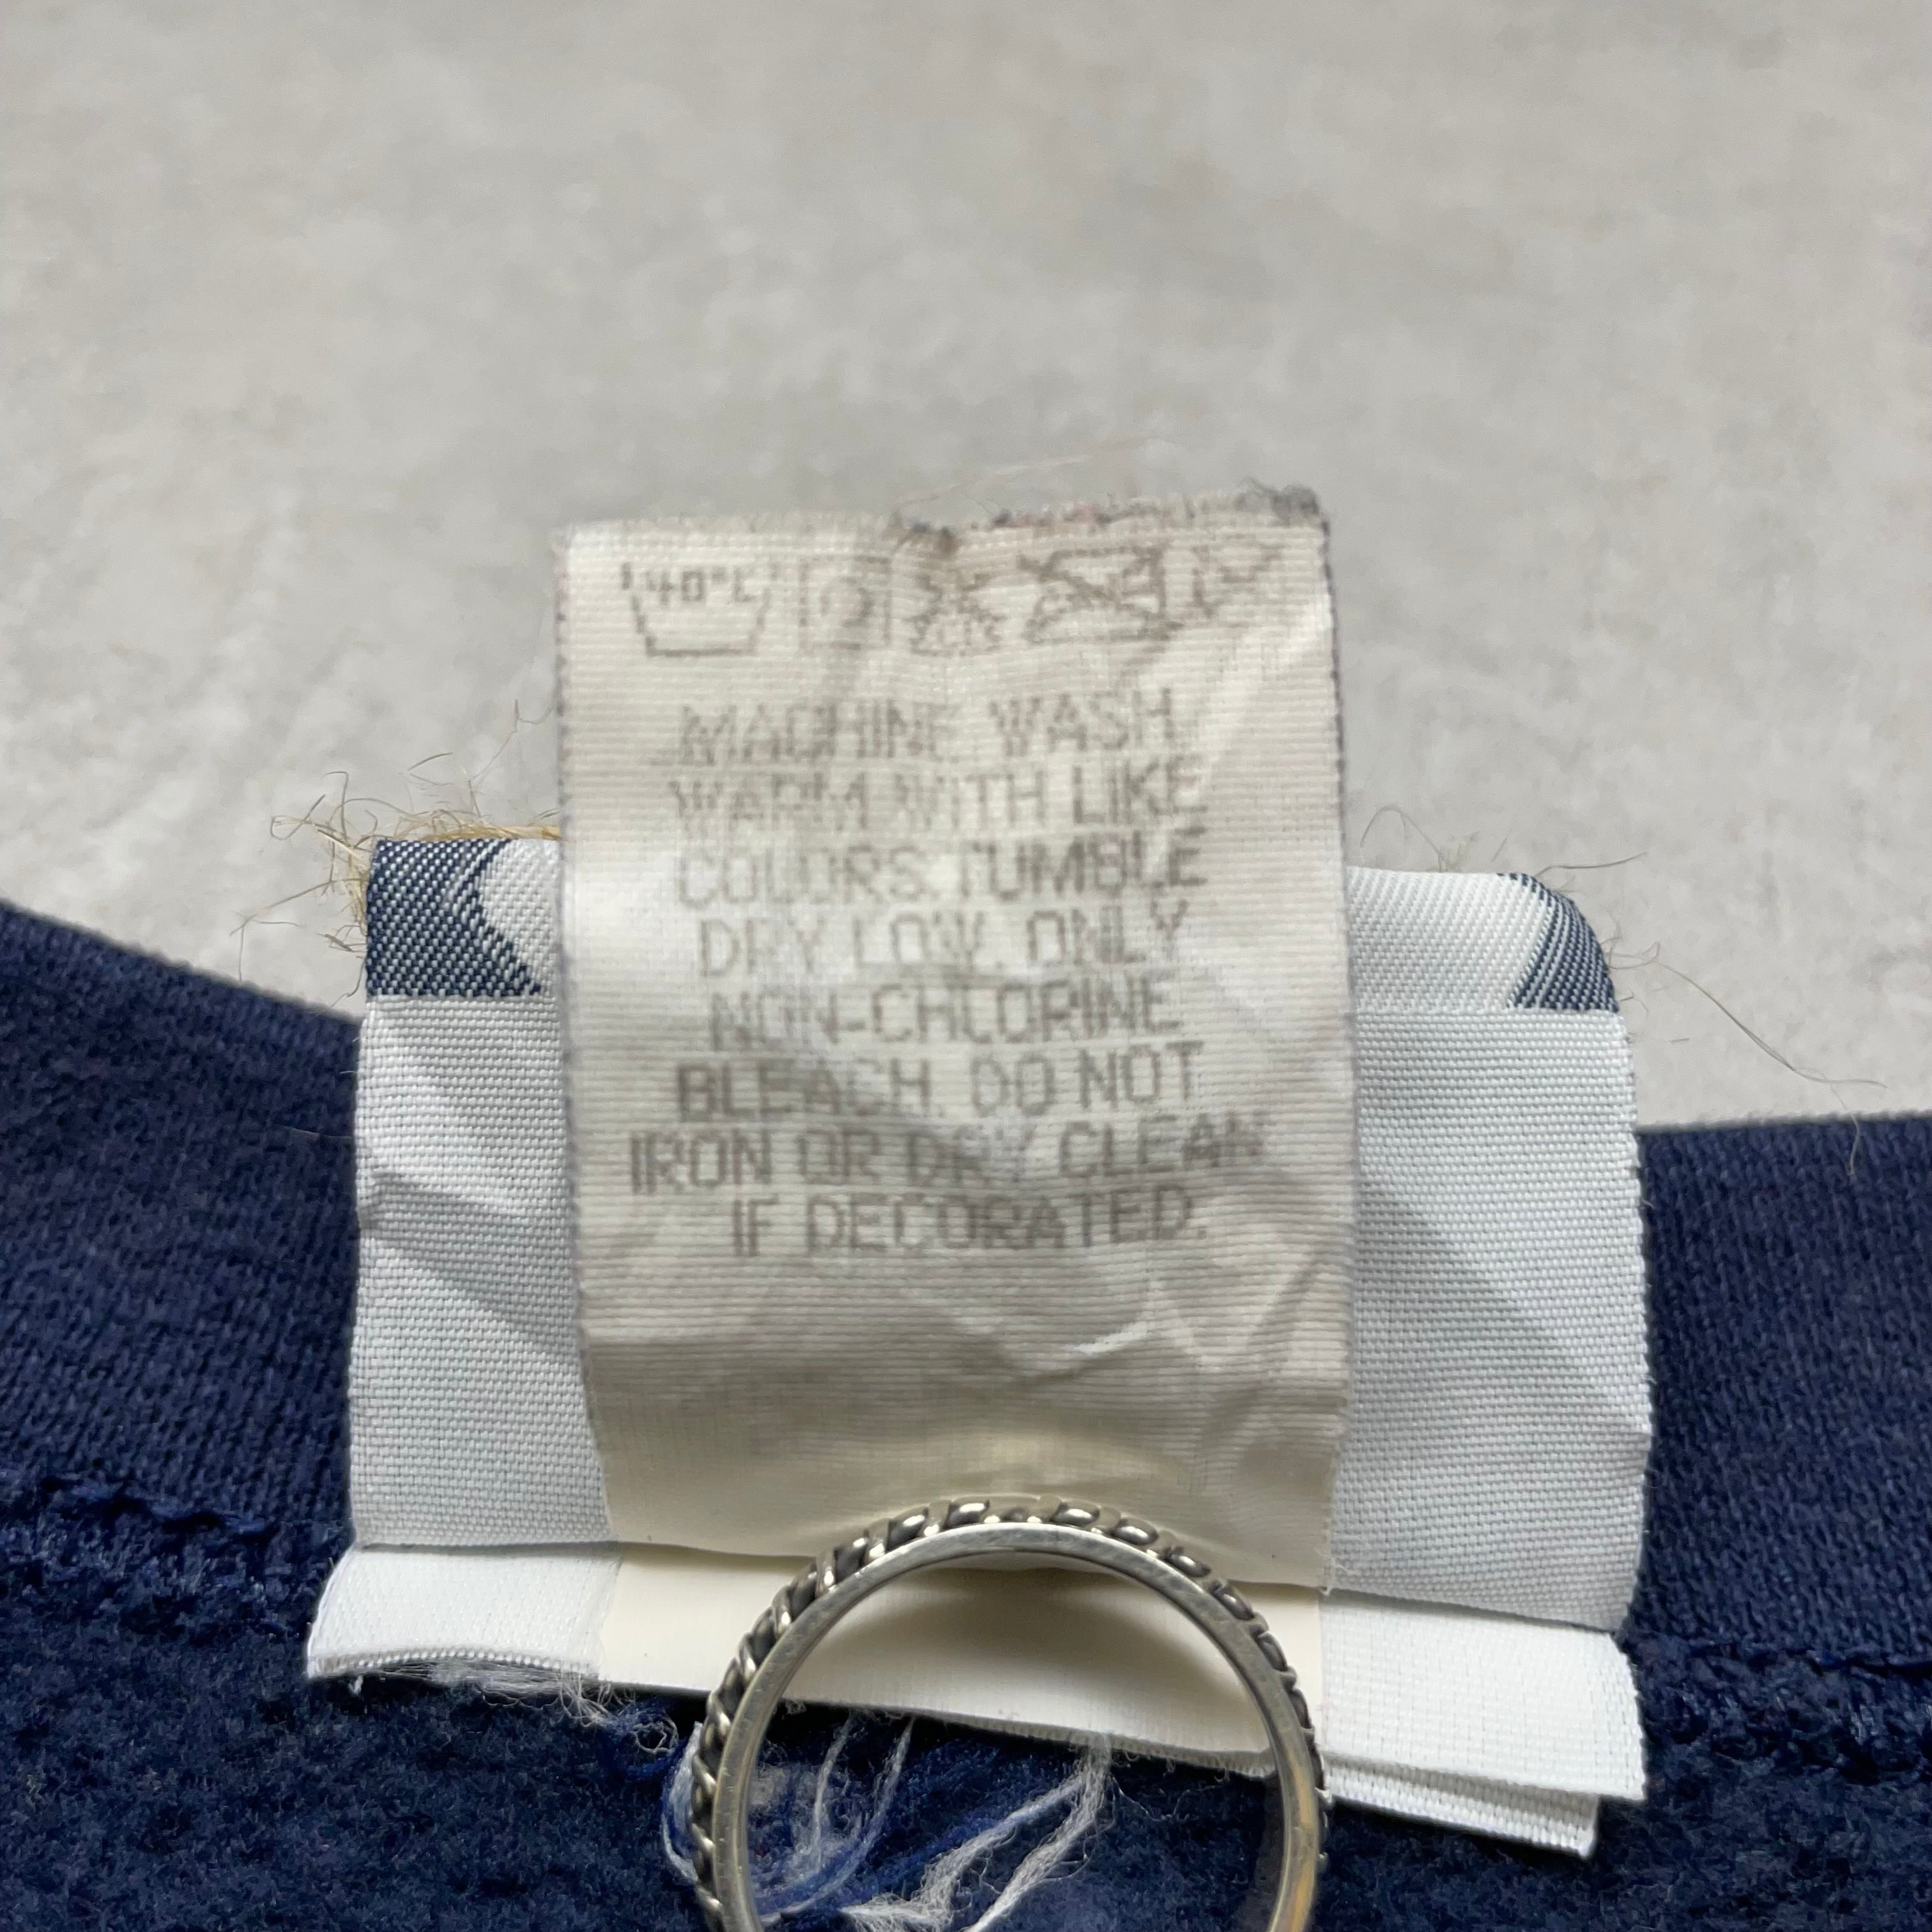 40°C
MACHINE WASH
WARM WITH LIKE
COLORS. TUMBLE
DRY LOW. ONLY
NON-CHLORINE
BLEACH. DO NOT
IRON OR DRY CLEAN
IF DECORATED.